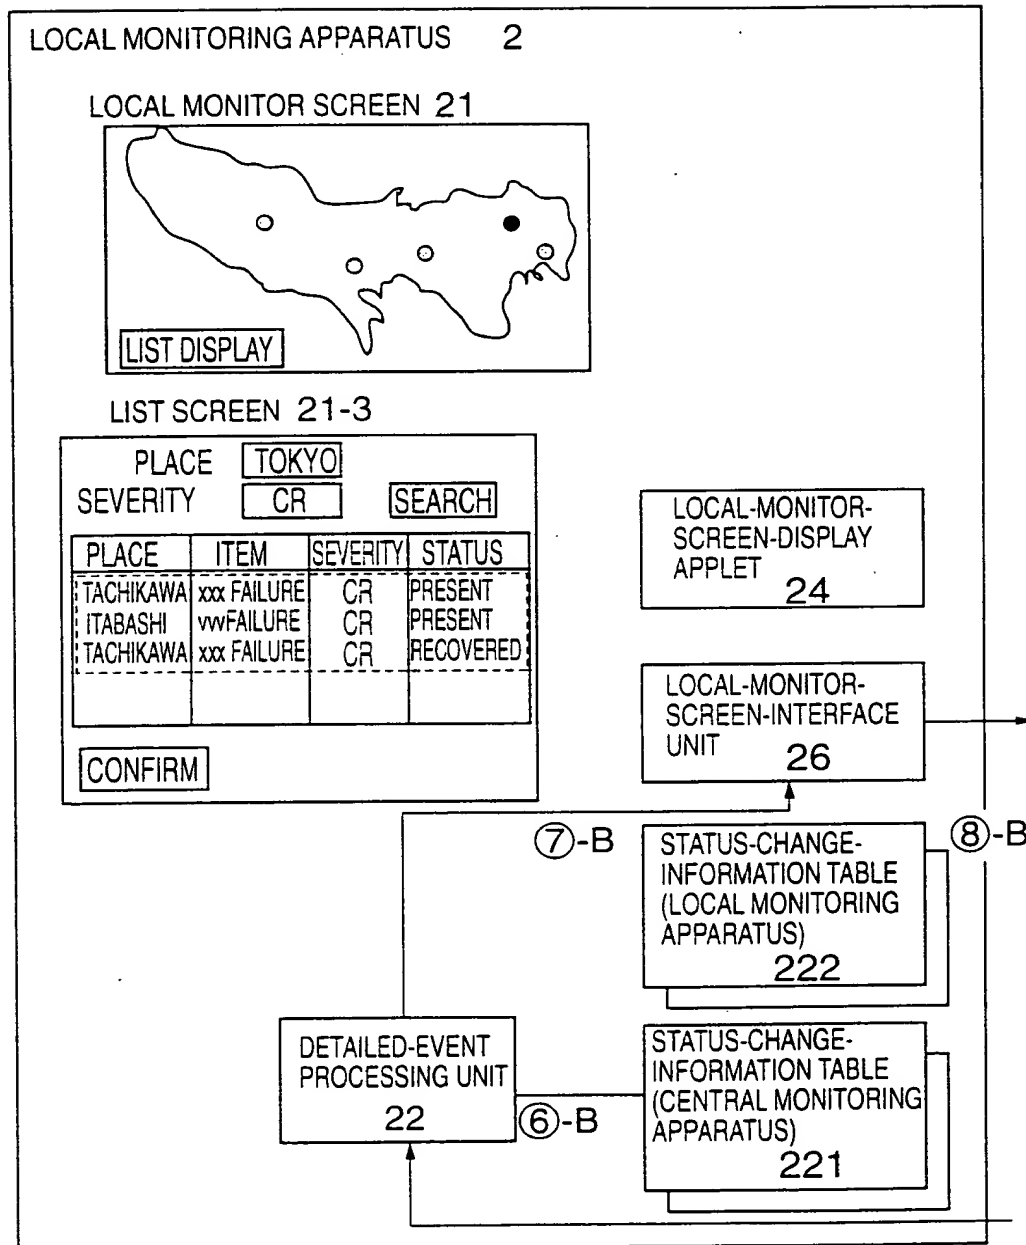 LOCAL MONITORING APPARATUS 2
LOCAL MONITOR SCREEN 21
LIST DISPLAY
LIST SCREEN 21-3
PLACE TOKYO
SEVERITY CR SEARCH
PLACE ITEM SEVERITY STATUS
TACHIKAWA xxx FAILURE CR PRESENT
ITABASHI vvvFAILURE CR PRESENT
TACHIKAWA xxx FAILURE CR RECOVERED
CONFIRM
LOCAL-MONITOR-
SCREEN-DISPLAY
APPLET
24
LOCAL-MONITOR-
SCREEN-INTERFACE
UNIT
26
⑦-B
⑧-B
STATUS-CHANGE-
INFORMATION TABLE
(LOCAL MONITORING
APPARATUS)
222
DETAILED-EVENT
PROCESSING UNIT
22
⑥-B
STATUS-CHANGE-
INFORMATION TABLE
(CENTRAL MONITORING
APPARATUS)
221